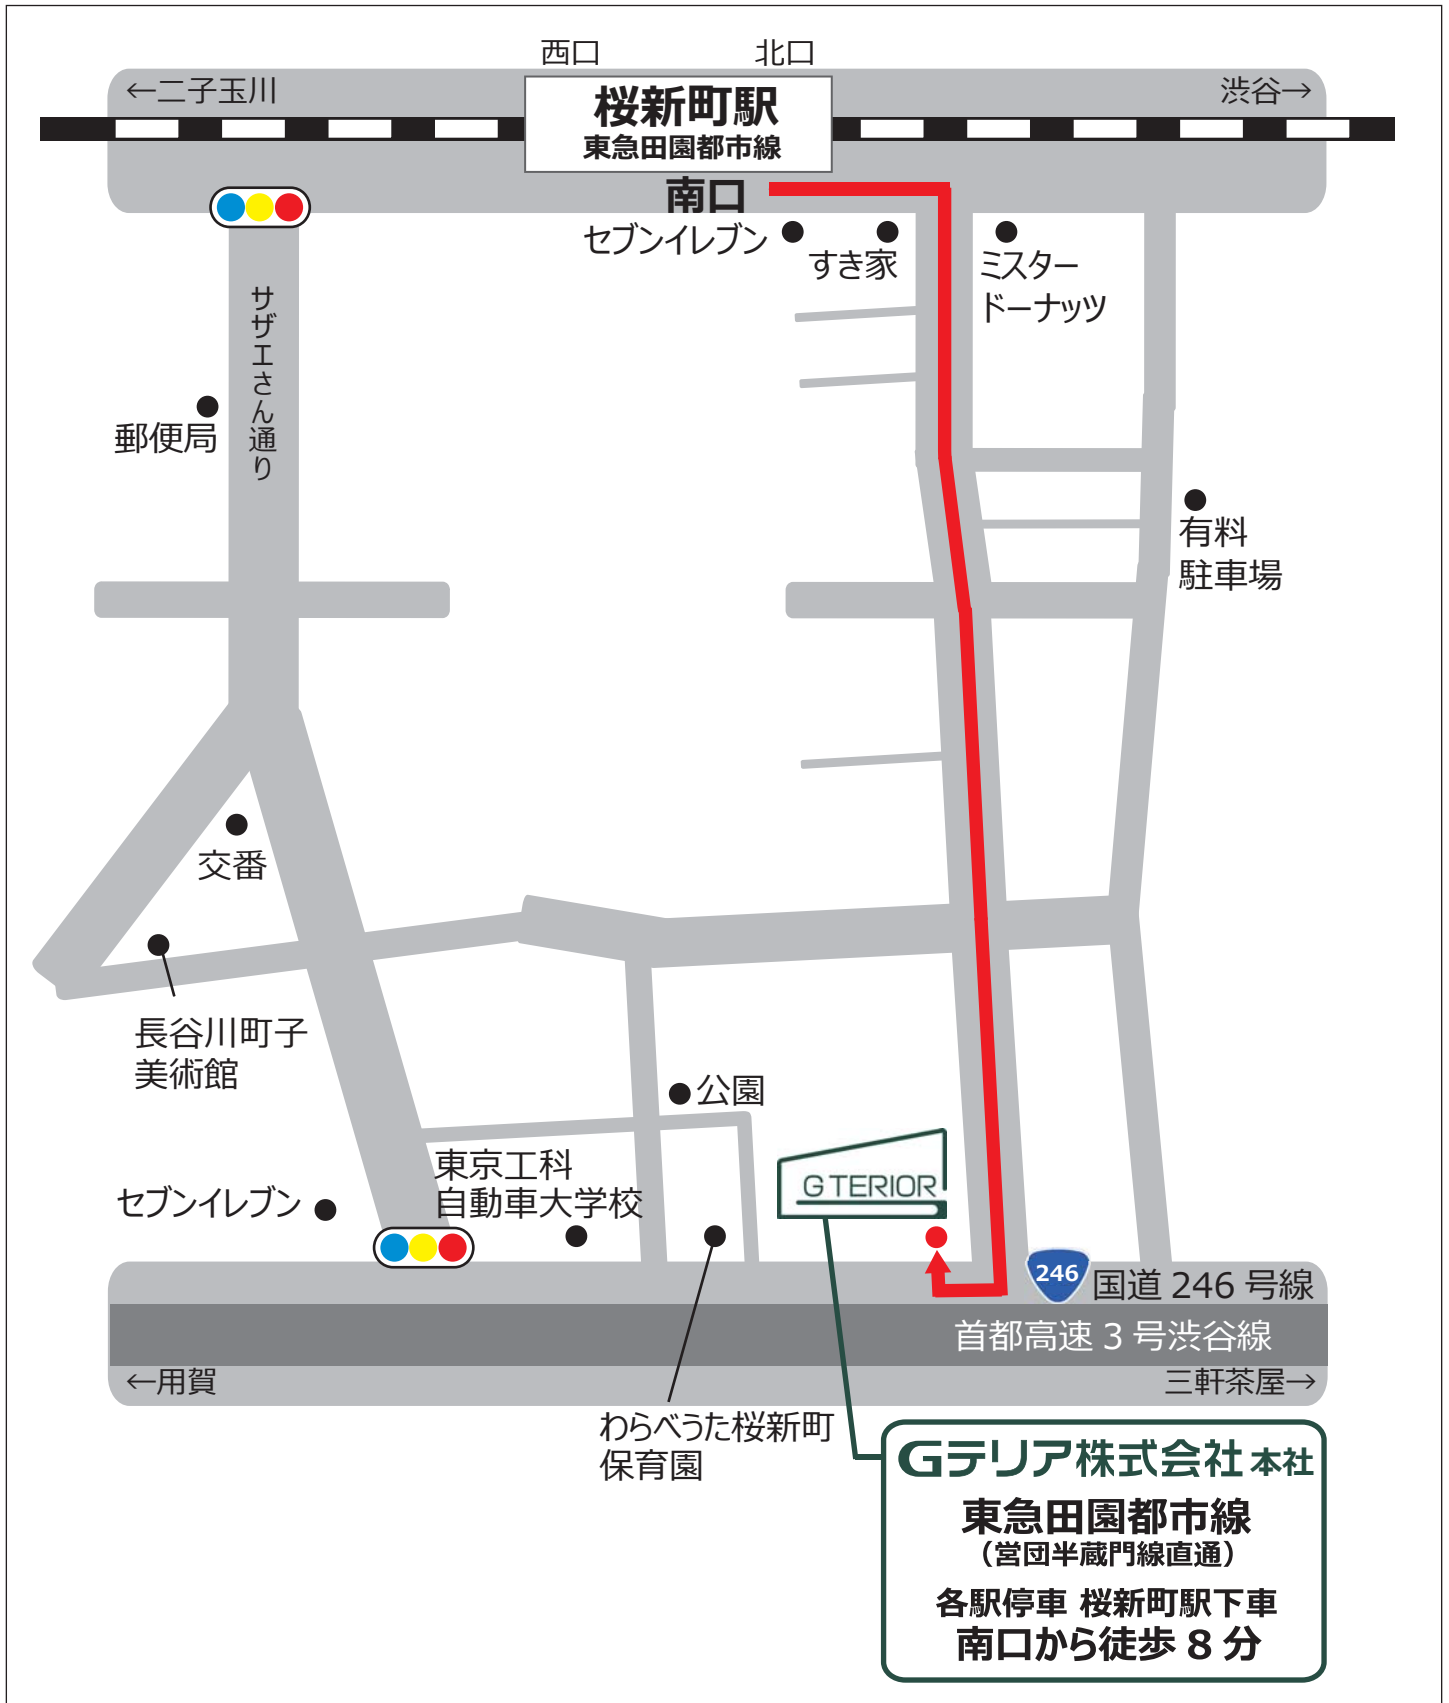 西口
北口
←二子玉川
渋谷→
桜新町駅
東急田園都市線
南口
セブンイレブン
すき家
ミスター
ドーナッツ
サザエさん通り
郵便局
有料
駐車場
交番
長谷川町子
美術館
公園
東京工科
自動車大学校
セブンイレブン
G TERIOR
246
国道 246 号線
首都高速 3 号渋谷線
←用賀
三軒茶屋→
わらべうた桜新町
保育園
Gテリア株式会社 本社
東急田園都市線
（営団半蔵門線直通）
各駅停車 桜新町駅下車
南口から徒歩 8 分